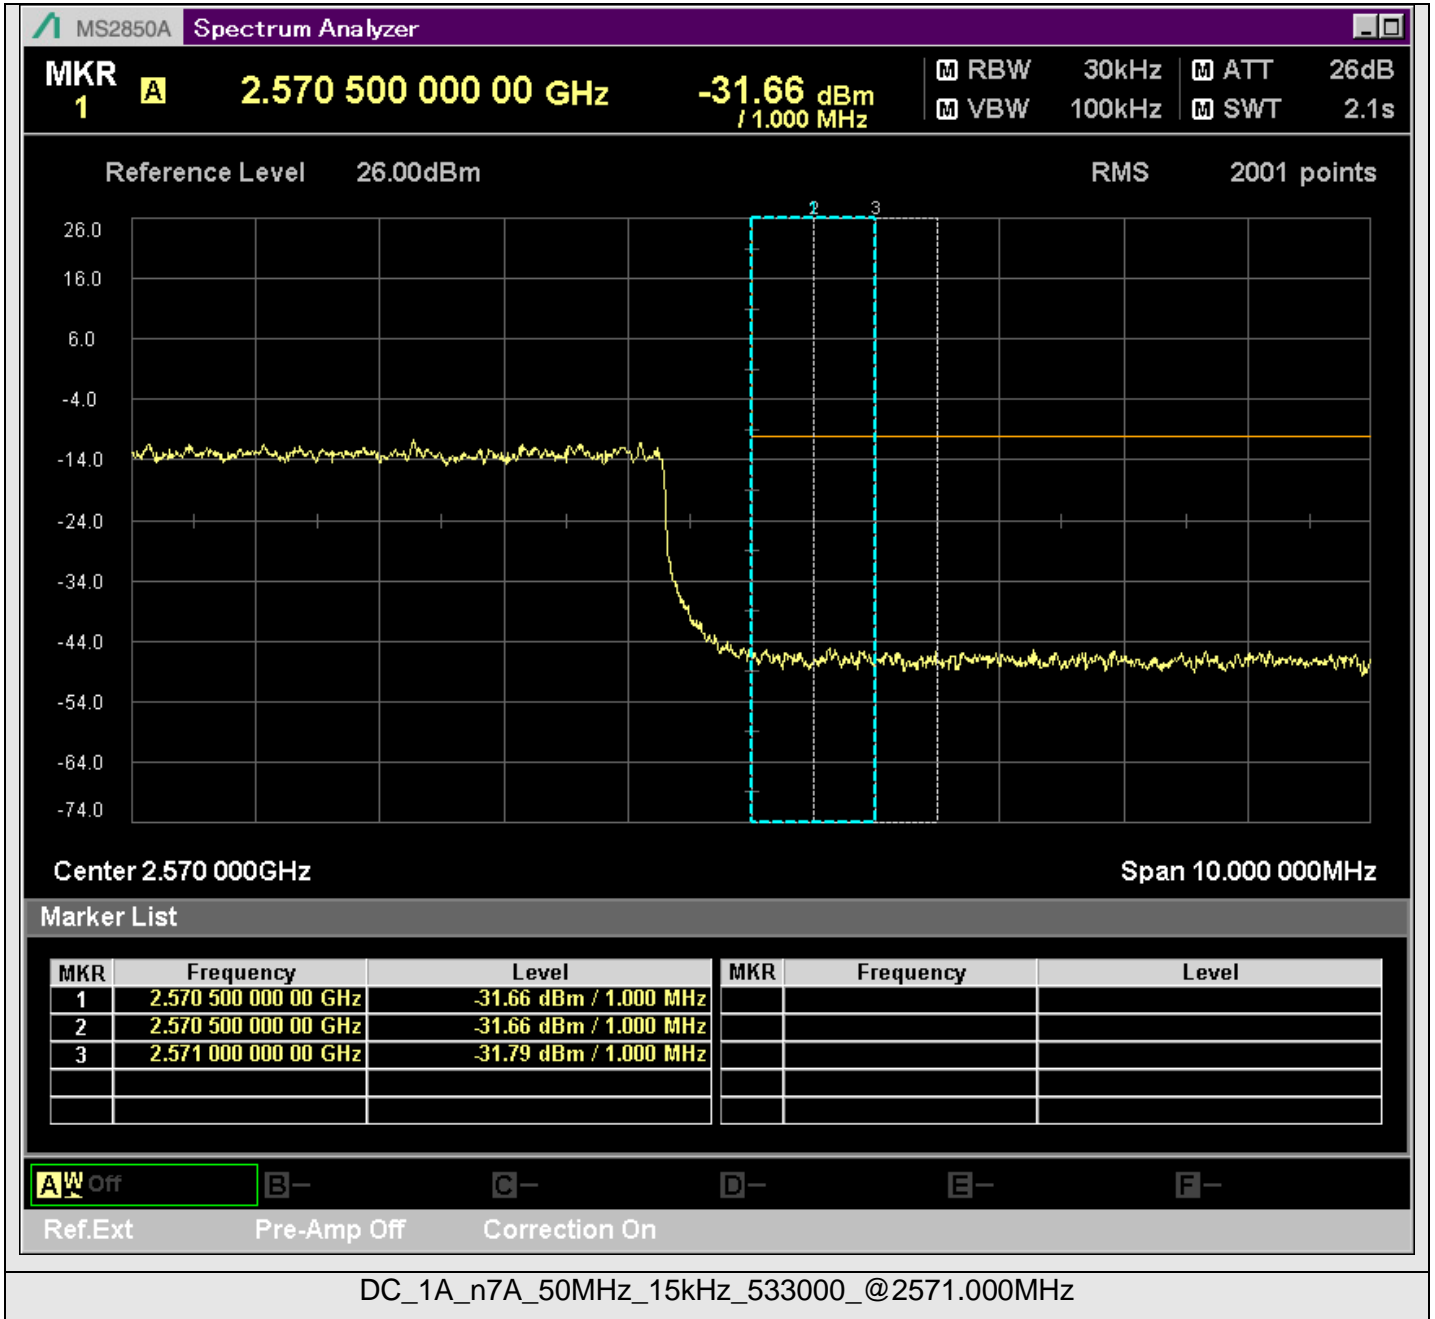 MS2850A Spectrum Analyzer
MKR 1 A 2.570 500 000 00 GHz -31.66 dBm / 1.000 MHz
M RBW 30kHz M ATT 26dB
M VBW 100kHz M SWT 2.1s
Reference Level 26.00dBm RMS 2001 points
2 3
26.0
16.0
6.0
-4.0
-14.0
-24.0
-34.0
-44.0
-54.0
-64.0
-74.0
Center 2.570 000GHz Span 10.000 000MHz
Marker List
MKR Frequency Level MKR Frequency Level
1 2.570 500 000 00 GHz -31.66 dBm / 1.000 MHz
2 2.570 500 000 00 GHz -31.66 dBm / 1.000 MHz
3 2.571 000 000 00 GHz -31.79 dBm / 1.000 MHz
A W Off B - C - D - E - F -
Ref.Ext Pre-Amp Off Correction On
DC_1A_n7A_50MHz_15kHz_533000_@2571.000MHz